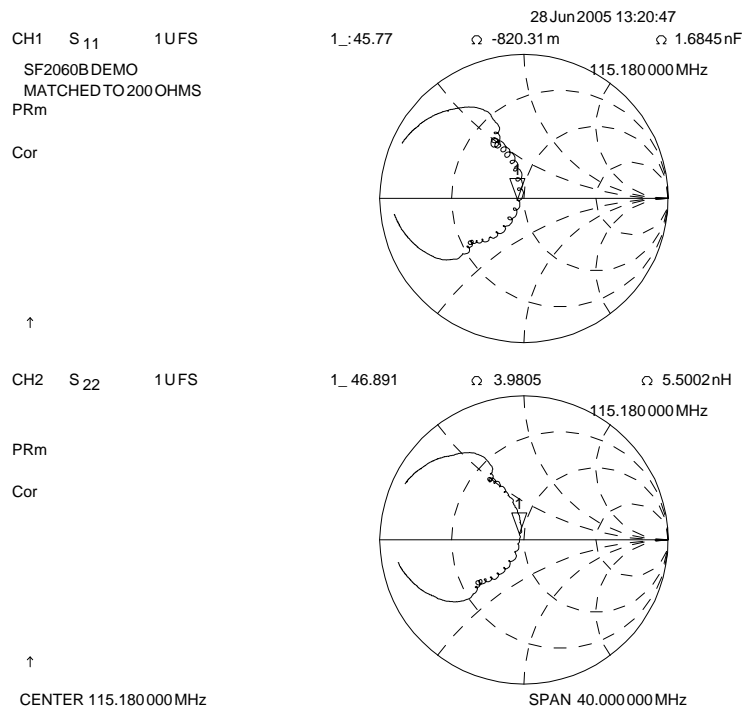 28 Jun 2005 13:20:47
CH1 S 11 1 U FS 1_: 45.77 Ω -820.31 m Ω 1.6845 nF
115.180 000 MHz
SF2060B DEMO
MATCHED TO 200 OHMS
PRm
Cor
↑
CH2 S 22 1 U FS 1_ 46.891 Ω 3.9805 Ω 5.5002 nH
115.180 000 MHz
PRm
Cor
↑
CENTER 115.180 000 MHz SPAN 40.000 000 MHz